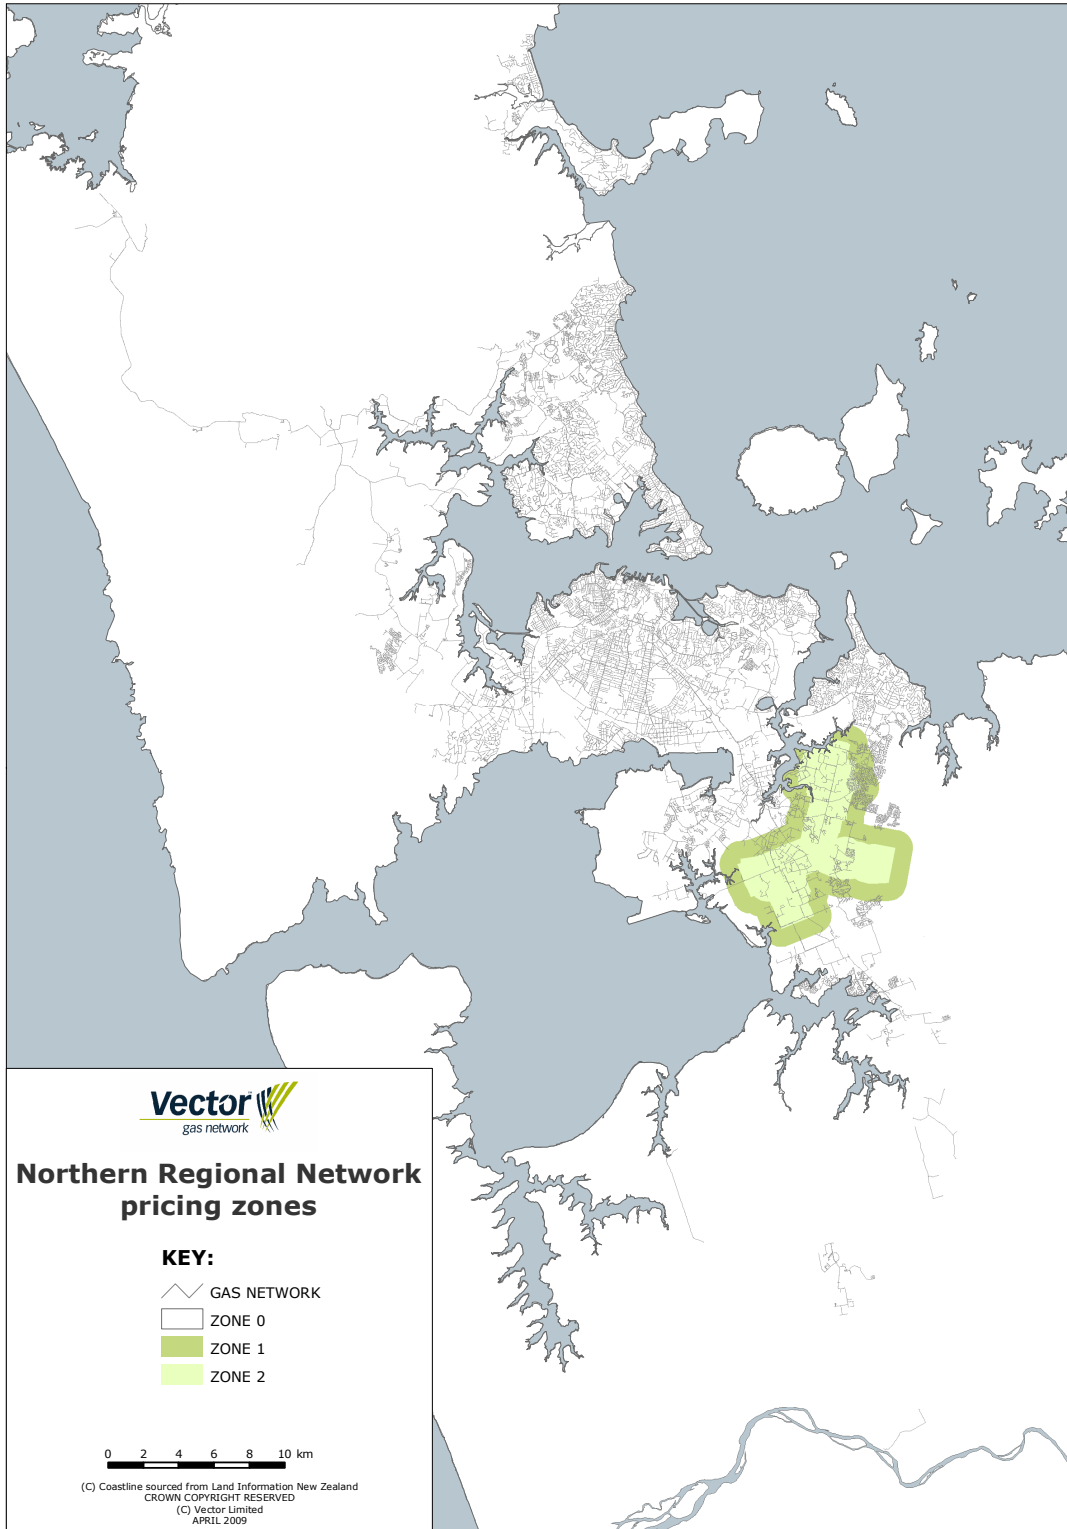 Vector
gas network
Northern Regional Network
pricing zones
KEY:
GAS NETWORK
ZONE 0
ZONE 1
ZONE 2
0 2 4 6 8 10 km
(C) Coastline sourced from Land Information New Zealand
CROWN COPYRIGHT RESERVED
(C) Vector Limited
APRIL 2009